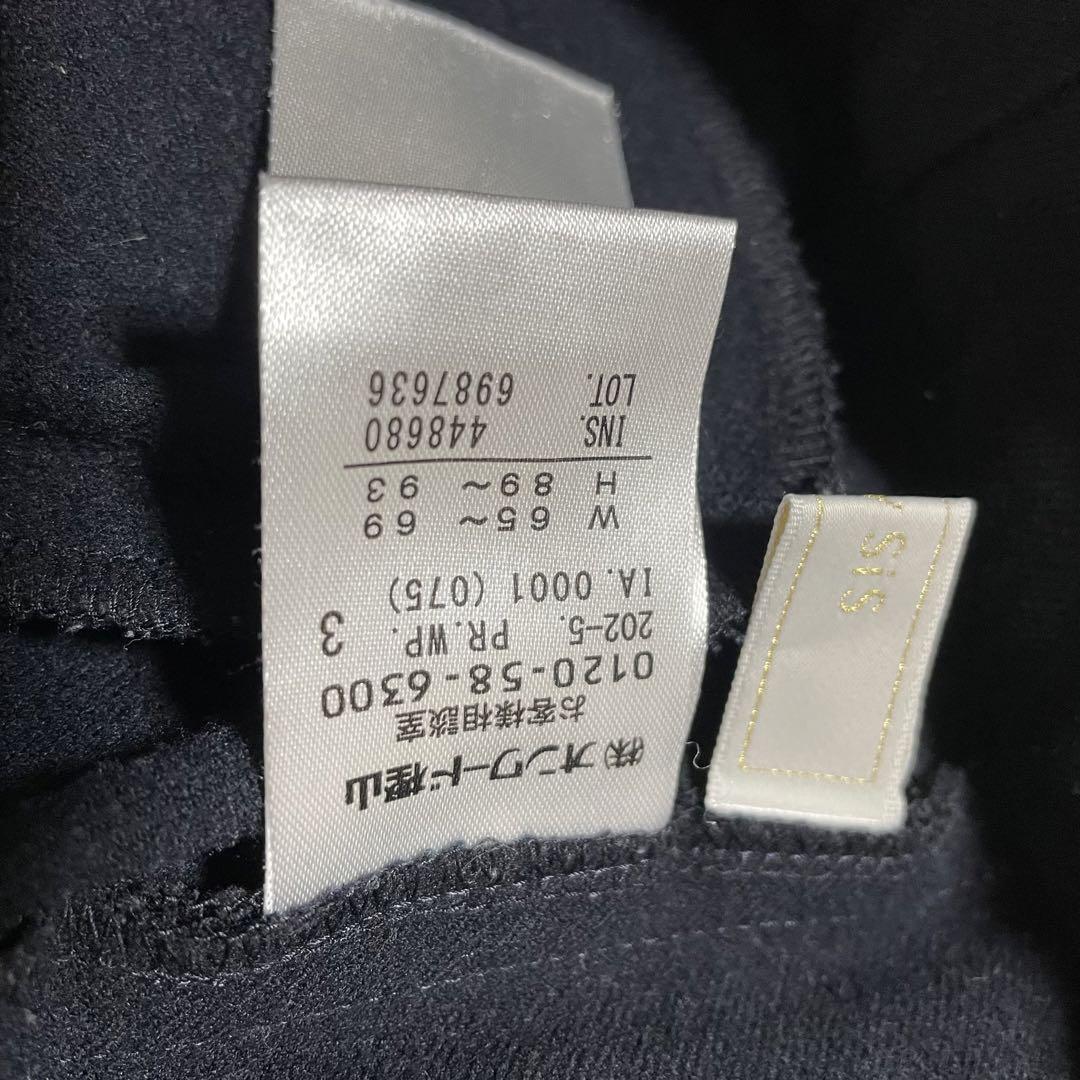 (株)オンワード樫山
お客様相談室
0120-58-6300
202-5. PR.WP. 3
IA.0001 (075)
W 65~ 69
H 89~ 93
INS. 448680
LOT. 6987636
SIS